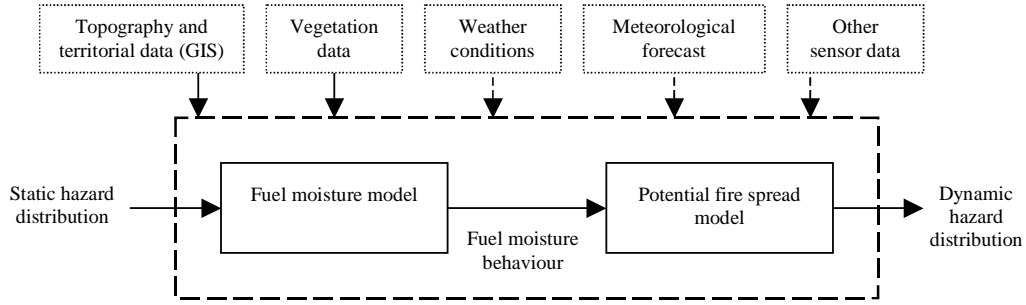 Topography and
territorial data (GIS)
Vegetation
data
Weather
conditions
Meteorological
forecast
Other
sensor data
Static hazard
distribution
Fuel moisture model
Fuel moisture
behaviour
Potential fire spread
model
Dynamic
hazard
distribution